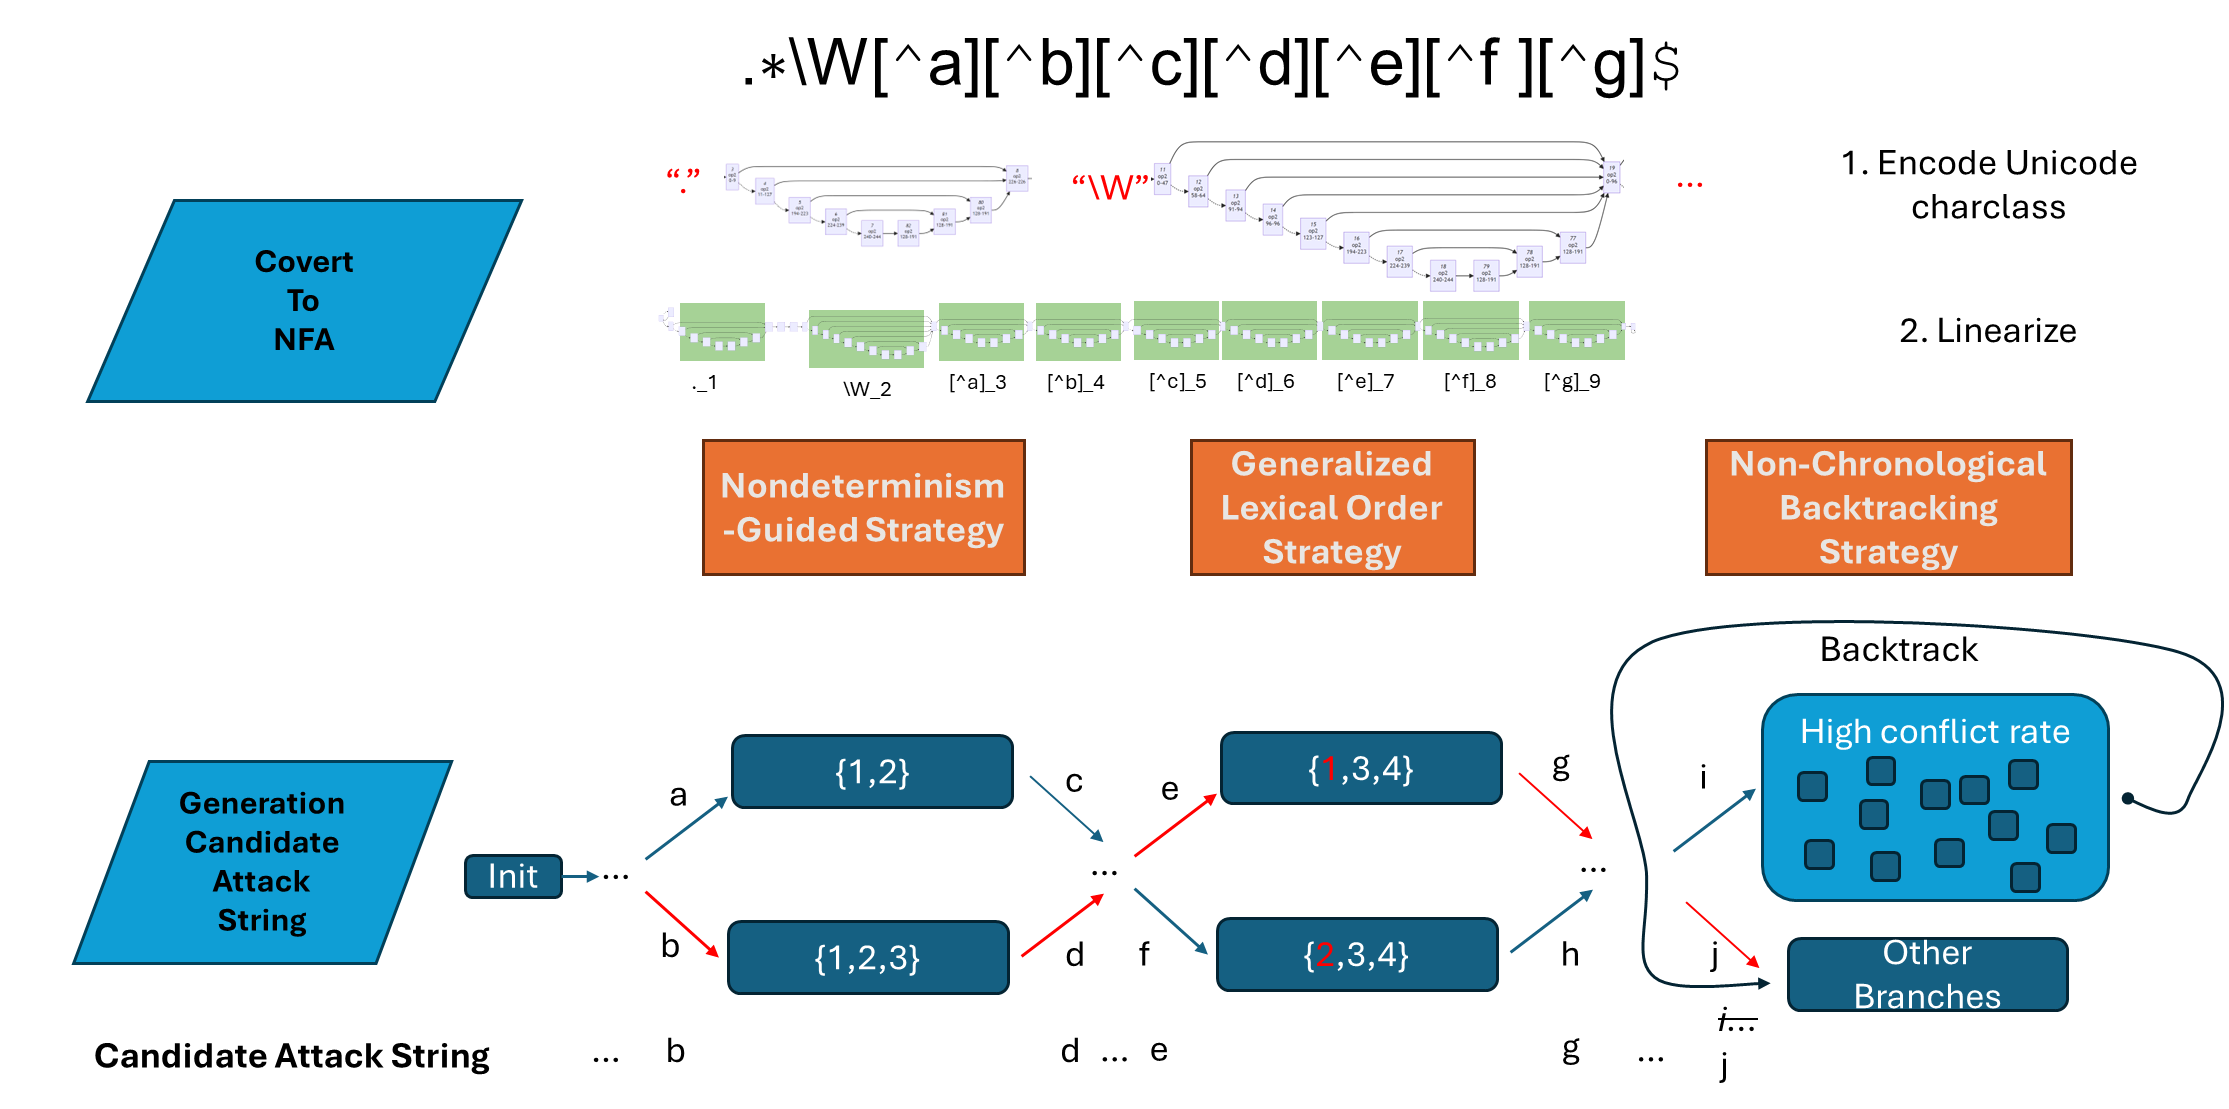 .*\W[^a][^b][^c][^d][^e][^f ][^g]$
“.”
“\W”
...
1. Encode Unicode
charclass
Covert
To
NFA
2. Linearize
._1
\W_2
[^a]_3
[^b]_4
[^c]_5
[^d]_6
[^e]_7
[^f]_8
[^g]_9
Nondeterminism
-Guided Strategy
Generalized
Lexical Order
Strategy
Non-Chronological
Backtracking
Strategy
Backtrack
Generation
Candidate
Attack
String
Init
...
a
{1,2}
c
b
{1,2,3}
d
...
e
{1,3,4}
g
f
{2,3,4}
h
...
i
High conflict rate
j
Other
Branches
i...
Candidate Attack String
... b d ... e g ... j